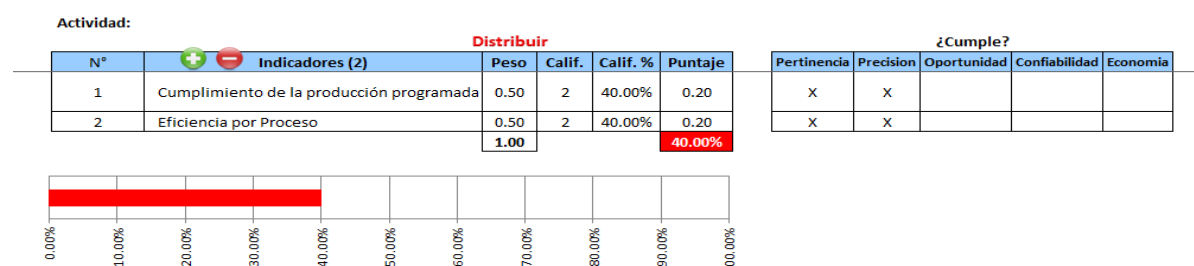 Actividad:
Distribuir ¿Cumple?
N° Indicadores (2) Peso Calif. Calif. % Puntaje Pertinencia Precision Oportunidad Confiabilidad Economia
1 Cumplimiento de la producción programada 0.50 2 40.00% 0.20 X X
2 Eficiencia por Proceso 0.50 2 40.00% 0.20 X X
1.00 40.00%
0.00% 10.00% 20.00% 30.00% 40.00% 50.00% 60.00% 70.00% 80.00% 90.00% 00.00%